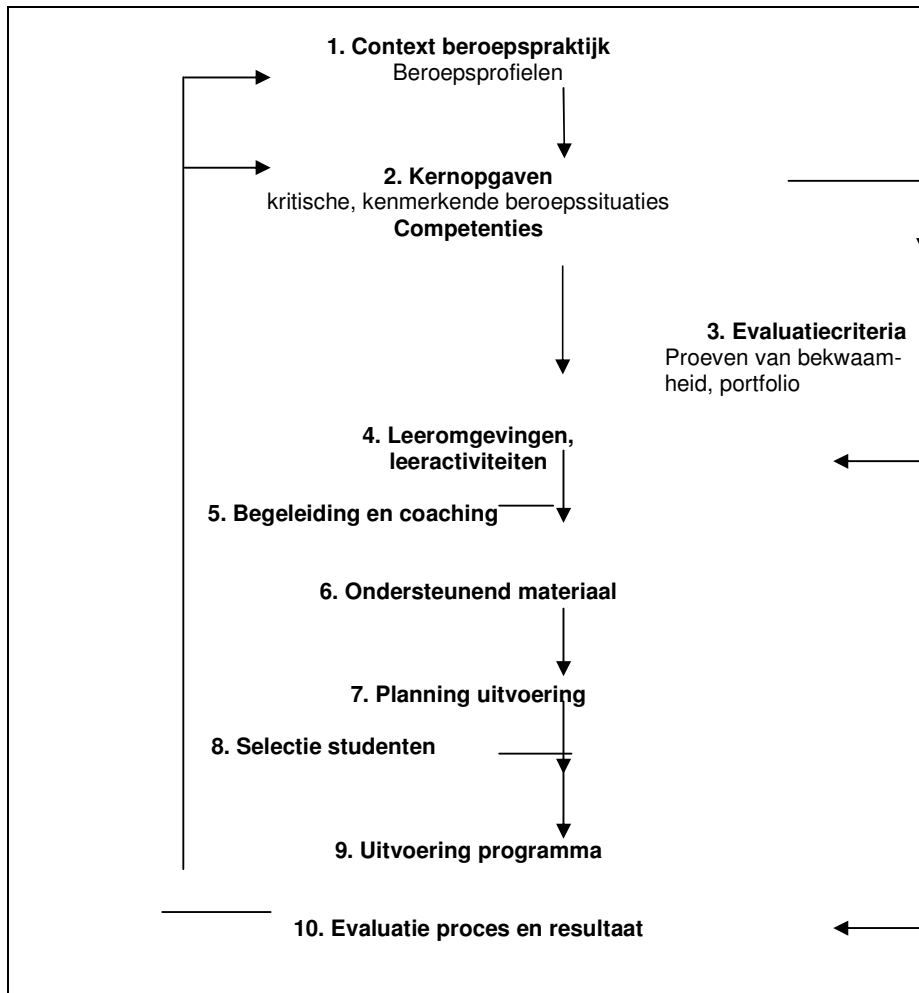 1. Context beroepspraktijk
Beroepsprofielen
2. Kernopgaven
kritische, kenmerkende beroepssituaties
Competenties
3. Evaluatiecriteria
Proeven van bekwaam-
heid, portfolio
4. Leeromgevingen,
leeractiviteiten
5. Begeleiding en coaching
6. Ondersteunend materiaal
7. Planning uitvoering
8. Selectie studenten
9. Uitvoering programma
10. Evaluatie proces en resultaat